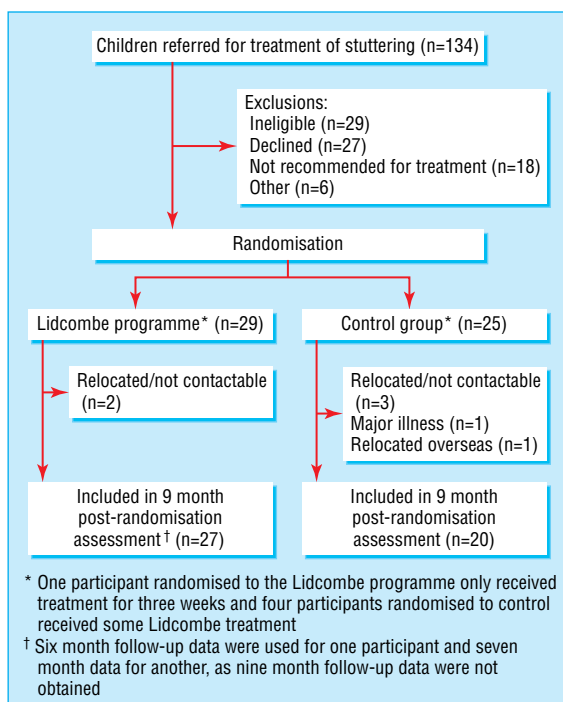 Children referred for treatment of stuttering (n=134)
Exclusions:
Ineligible (n=29)
Declined (n=27)
Not recommended for treatment (n=18)
Other (n=6)
Randomisation
Lidcombe programme* (n=29)
Control group* (n=25)
Relocated/not contactable
(n=2)
Relocated/not contactable
(n=3)
Major illness (n=1)
Relocated overseas (n=1)
Included in 9 month
post-randomisation
assessment† (n=27)
Included in 9 month
post-randomisation
assessment (n=20)
* One participant randomised to the Lidcombe programme only received
treatment for three weeks and four participants randomised to control
received some Lidcombe treatment
† Six month follow-up data were used for one participant and seven
month data for another, as nine month follow-up data were not
obtained